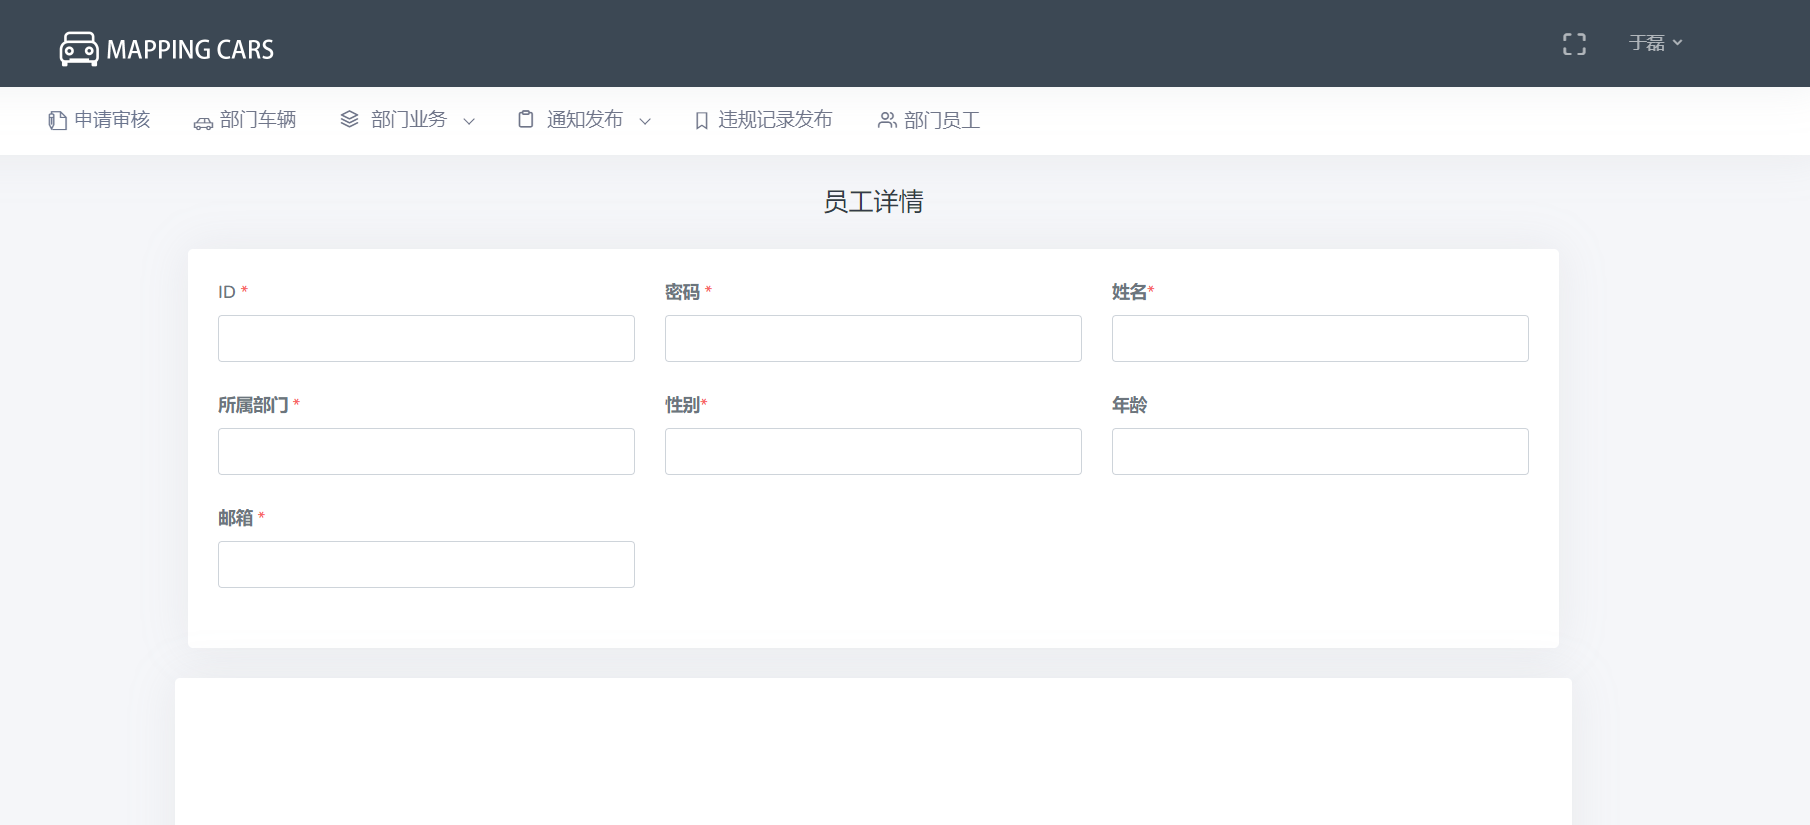 MAPPING CARS
于磊
申请审核 部门车辆 部门业务 通知发布 违规记录发布 部门员工
员工详情
ID * 密码 * 姓名*
所属部门 * 性别* 年龄
邮箱 *